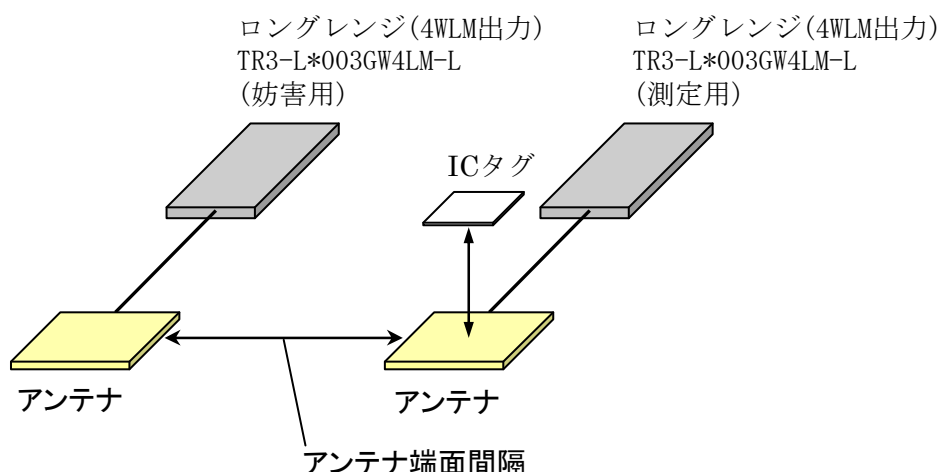 ロングレンジ(4WLM出力)
TR3-L*003GW4LM-L
(妨害用)
ロングレンジ(4WLM出力)
TR3-L*003GW4LM-L
(測定用)
ICタグ
アンテナ
アンテナ
アンテナ端面間隔